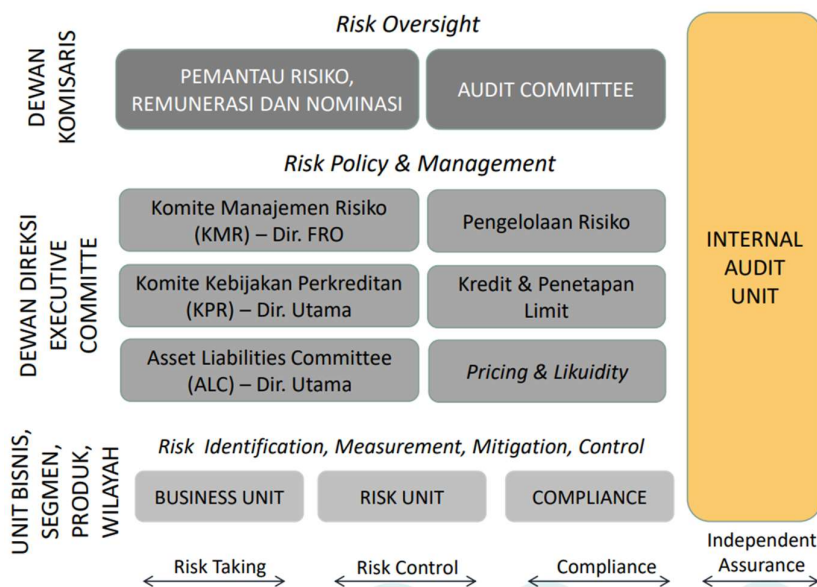 Risk Oversight
DEWAN
KOMISARIS
PEMANTAU RISIKO,
REMUNERASI DAN NOMINASI
AUDIT COMMITTEE
Risk Policy & Management
DEWAN DIREKSI
EXECUTIVE
COMMITTE
Komite Manajemen Risiko
(KMR) – Dir. FRO
Pengelolaan Risiko
Komite Kebijakan Perkreditan
(KPR) – Dir. Utama
Kredit & Penetapan
Limit
Asset Liabilities Committee
(ALC) – Dir. Utama
Pricing & Likuidity
INTERNAL
AUDIT
UNIT
UNIT BISNIS,
SEGMEN,
PRODUK,
WILAYAH
Risk Identification, Measurement, Mitigation, Control
BUSINESS UNIT
RISK UNIT
COMPLIANCE
Risk Taking
Risk Control
Compliance
Independent
Assurance